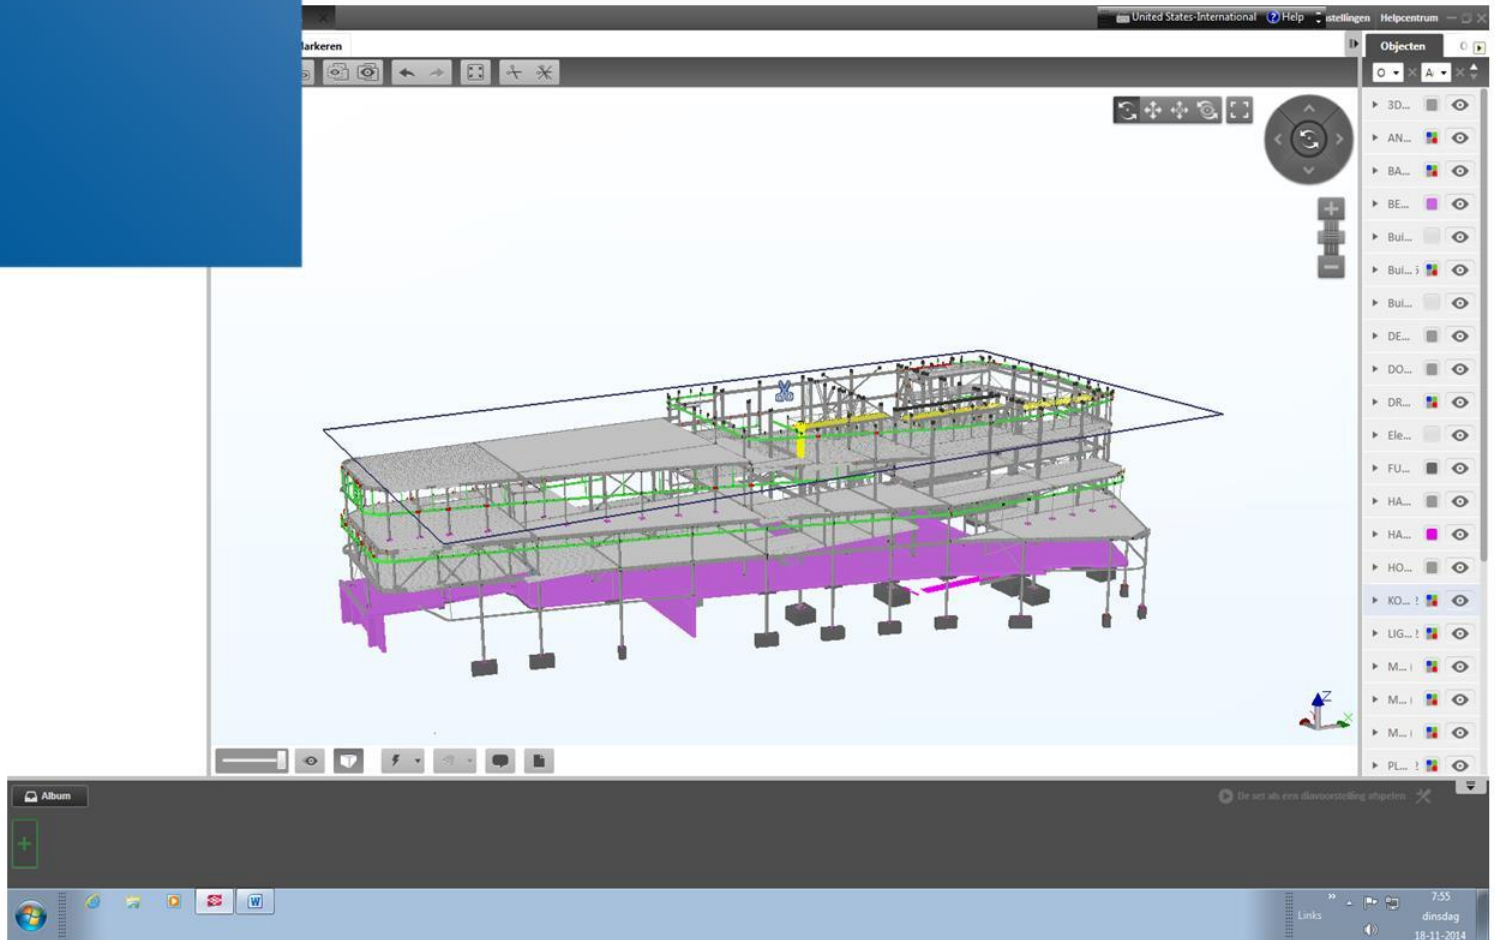 United States-International
Help
stellingen
Helpcentrum
larkeren
Objecten
O
A
3D...
AN...
BA...
BE...
Bui...
Bui...
Bui...
DE...
DO...
DR...
Ele...
FU...
HA...
HA...
HO...
KO...
LIG...
M...
M...
M...
PL...
Z
X
Album
De set als een diavoorstelling afspelen
Links
7:55
dinsdag
18-11-2014